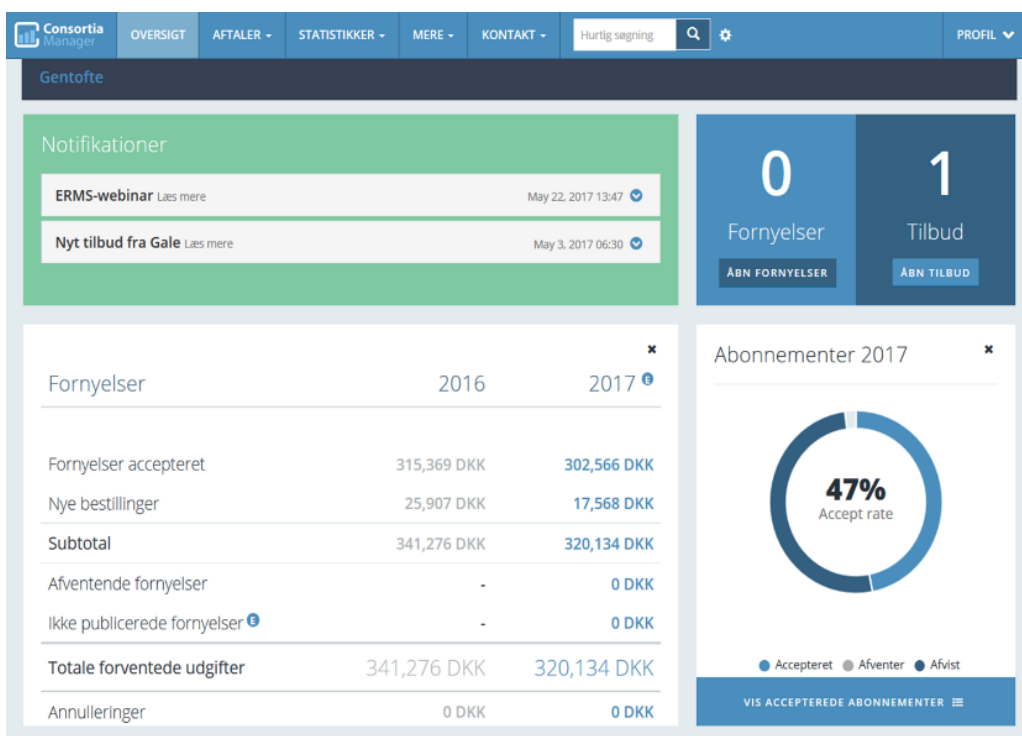 Consortia
Manager
OVERSIGT
AFTALER
STATISTIKKER
MERE
KONTAKT
Hurtig søgning
PROFIL
Gentofte
Notifikationer
ERMS-webinar Læs mere May 22, 2017 13:47
Nyt tilbud fra Gale Læs mere May 3, 2017 06:30
0
Fornyelser
ÅBN FORNYELSER
1
Tilbud
ÅBN TILBUD
Fornyelser 2016 2017 E
Fornyelser accepteret 315,369 DKK 302,566 DKK
Nye bestillinger 25,907 DKK 17,568 DKK
Subtotal 341,276 DKK 320,134 DKK
Afventende fornyelser - 0 DKK
Ikke publicerede fornyelser E - 0 DKK
Totale forventede udgifter 341,276 DKK 320,134 DKK
Annulleringer 0 DKK 0 DKK
Abonnementer 2017
47%
Accept rate
Accepteret Afventer Afvist
VIS ACCEPTEREDE ABONNEMENTER